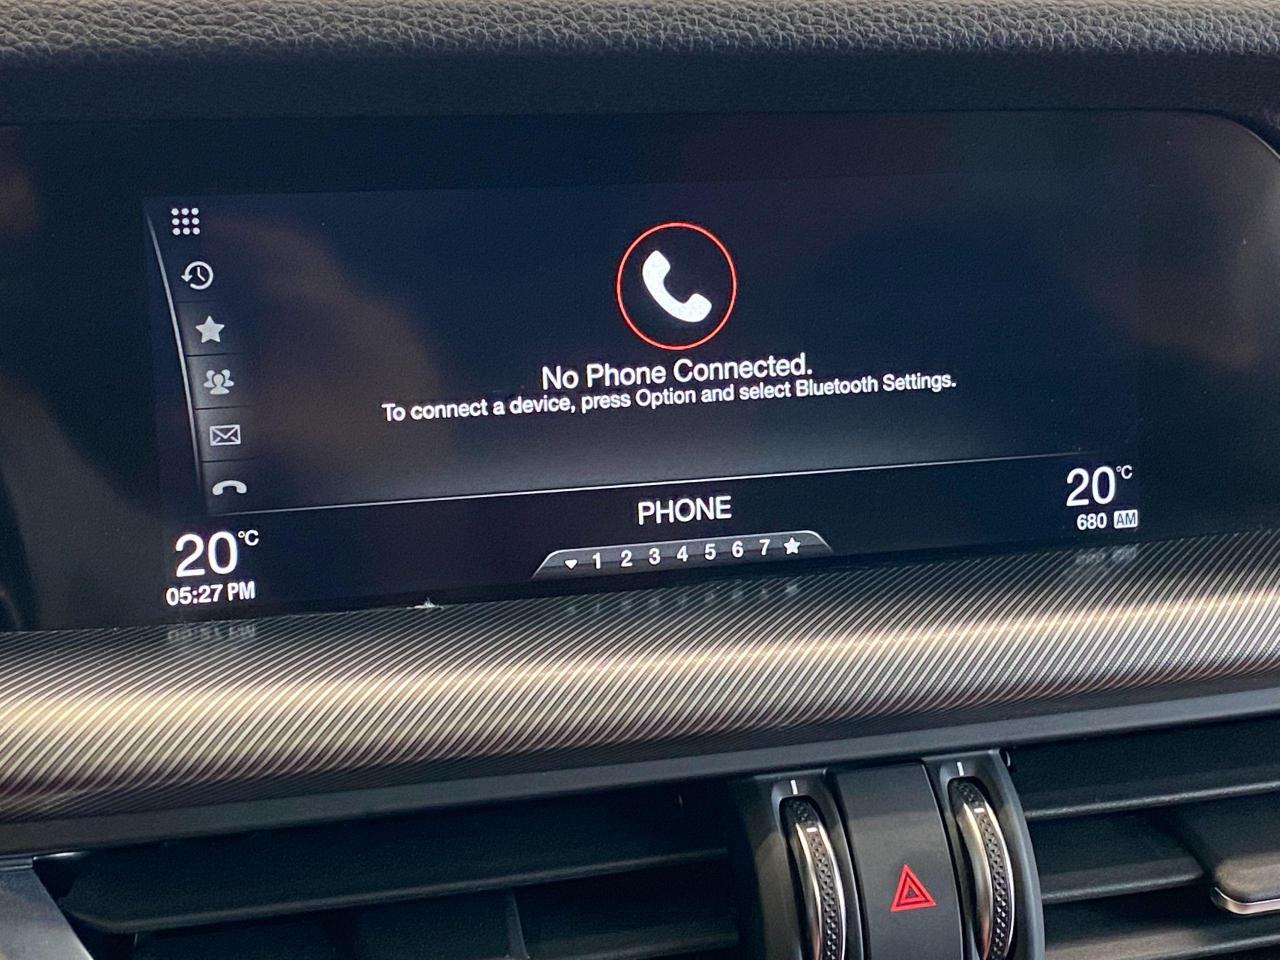 No Phone Connected.
To connect a device, press Option and select Bluetooth Settings.
PHONE
20°C
05:27 PM
1 2 3 4 5 6 7
20°C
680 AM